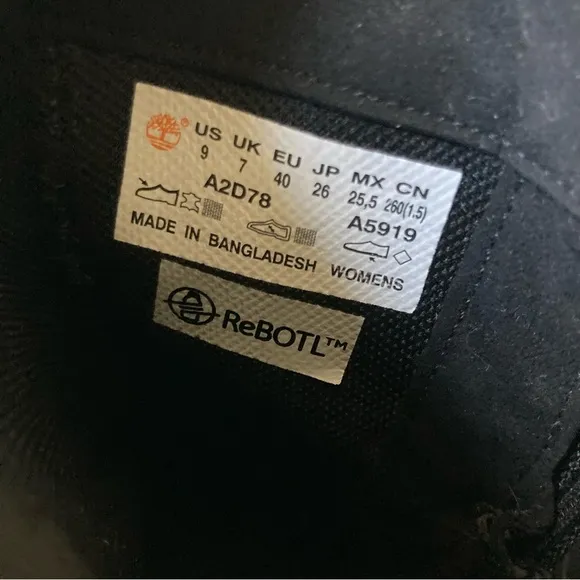 US UK EU JP MX CN
9 7 40 26 25,5 260(1.5)
A2D78 A5919
MADE IN BANGLADESH WOMENS
ReBOTL™